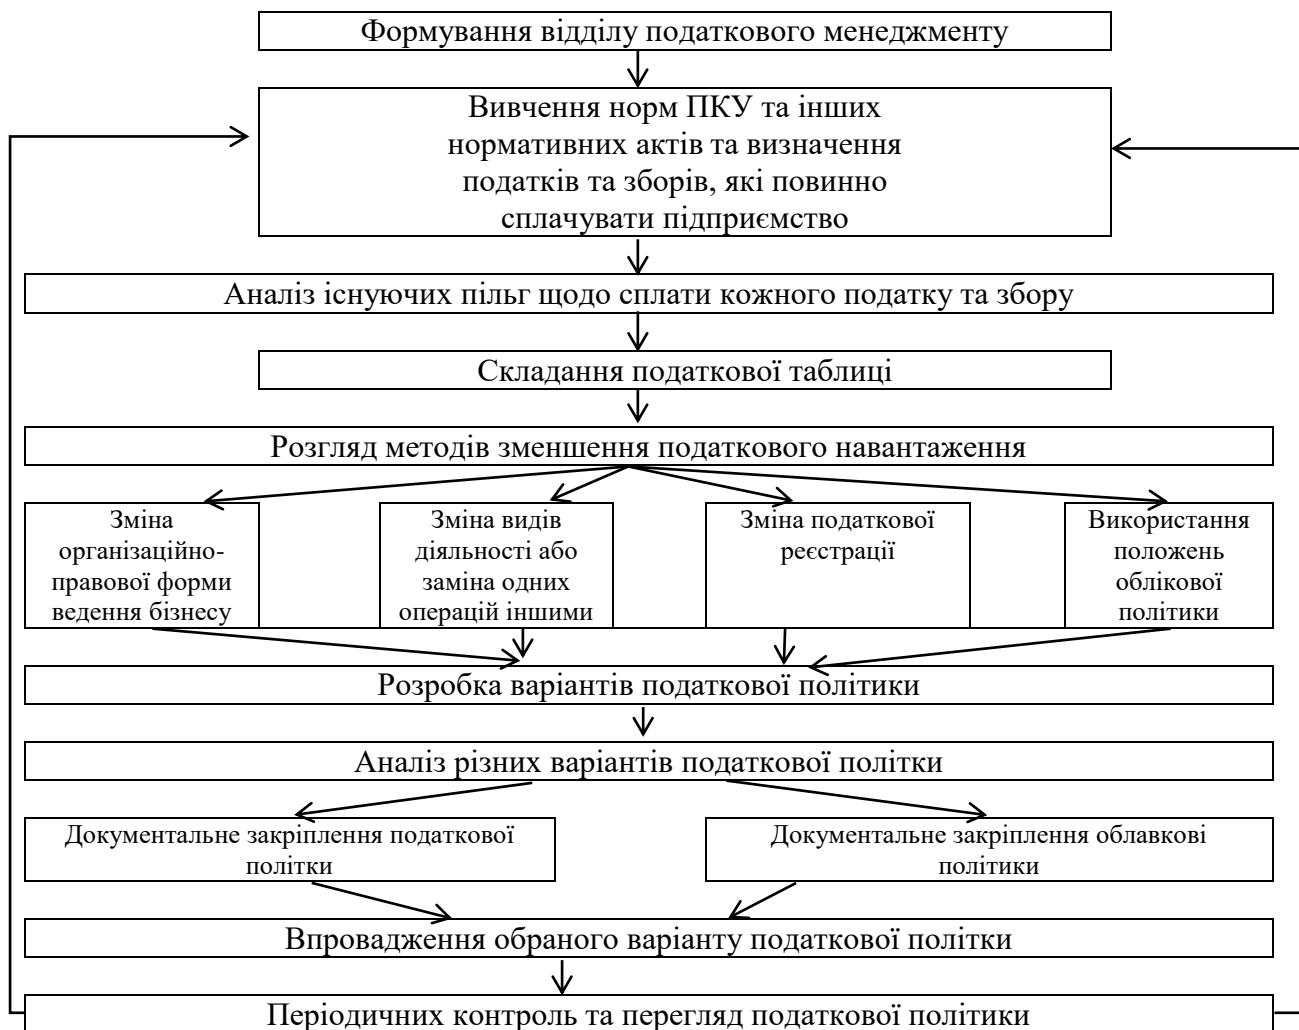 Формування відділу податкового менеджменту
Вивчення норм ПКУ та інших
нормативних актів та визначення
податків та зборів, які повинно
сплачувати підприємство
Аналіз існуючих пільг щодо сплати кожного податку та збору
Складання податкової таблиці
Розгляд методів зменшення податкового навантаження
Зміна
організаційно-
правової форми
ведення бізнесу
Зміна видів
діяльності або
заміна одних
операцій іншими
Зміна податкової
реєстрації
Використання
положень
облікової
політики
Розробка варіантів податкової політики
Аналіз різних варіантів податкової політки
Документальне закріплення податкової
політки
Документальне закріплення облавкові
політики
Впровадження обраного варіанту податкової політки
Періодичних контроль та перегляд податкової політики